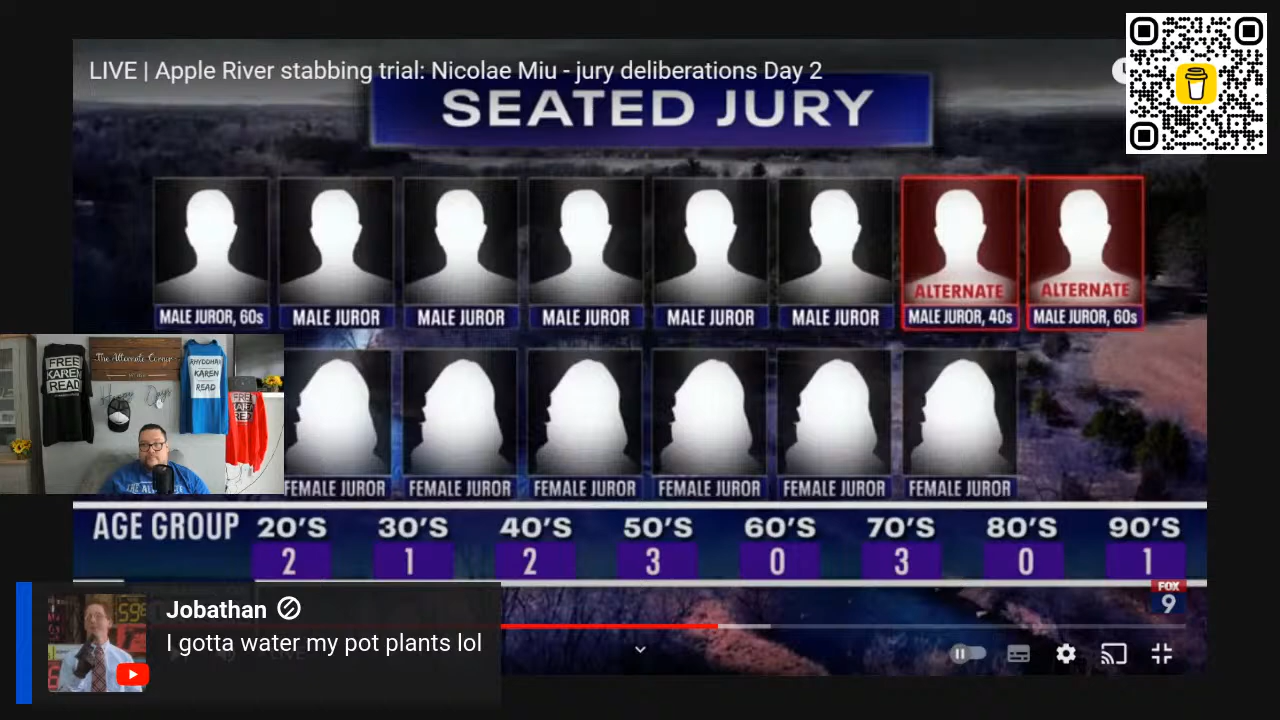 LIVE | Apple River stabbing trial: Nicolae Miu - jury deliberations Day 2
SEATED JURY
ALTERNATE
ALTERNATE
MALE JUROR, 60s
MALE JUROR
MALE JUROR
MALE JUROR
MALE JUROR
MALE JUROR
MALE JUROR, 40s
MALE JUROR, 60s
The Alternate Corner
FREE
KAREN
READ
KAREN
READ
FEMALE JUROR
FEMALE JUROR
FEMALE JUROR
FEMALE JUROR
FEMALE JUROR
FEMALE JUROR
AGE GROUP
20'S
30'S
40'S
50'S
60'S
70'S
80'S
90'S
2
1
2
3
0
3
0
1
FOX
9
Jobathan
I gotta water my pot plants lol